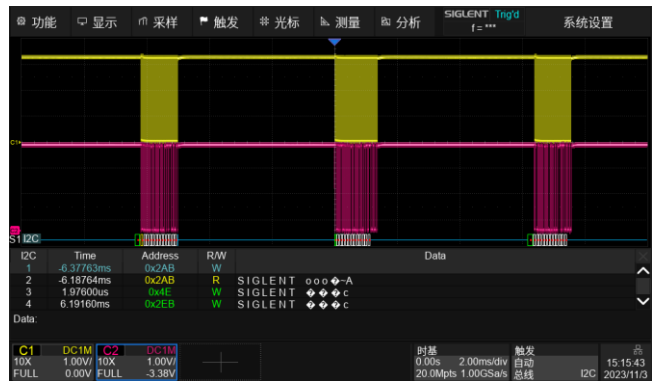 功能 显示 采样 触发 光标 测量 分析 SIGLENT Trig'd 系统设置
f = ***
C1
S1 I2C
I2C Time Address R/W Data
1 -6.37763ms 0x2AB W
2 -6.18764ms 0x2AB R SIGLENT ooo�¬A
3 1.97600us 0x4E W SIGLENT ���c
4 6.19160ms 0x2EB W SIGLENT ���c
Data:
C1 DC1M C2 DC1M 时基 触发
10X 1.00V/ 10X 1.00V/ 0.00s 2.00ms/div 自动 15:15:43
FULL 0.00V FULL -3.38V 20.0Mpts 1.00GSa/s 总线 I2C 2023/11/3